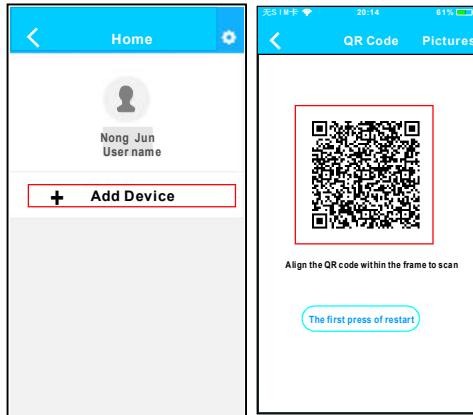 Home
Nong Jun
User name
+ Add Device
无SIM卡 20:14 61%
QR Code Pictures
Align the QR code within the frame to scan
The first press of restart